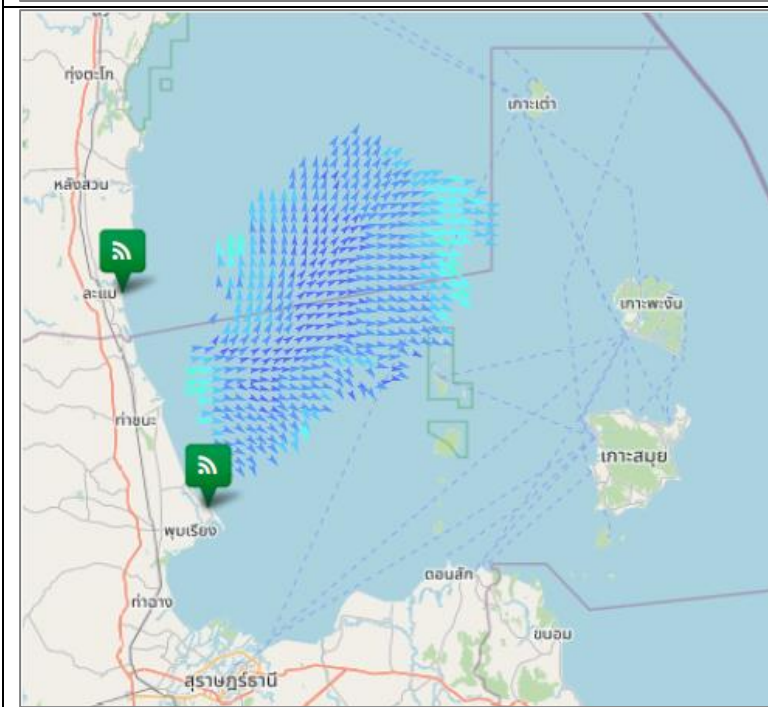 ทุ่งตะโก
เกาะเต่า
หลังสวน
ละแม
เกาะพะงัน
ท่าชนะ
เกาะสมุย
พุมเรียง
ดอนสัก
ท่าฉาง
ขนอม
สุราษฎร์ธานี